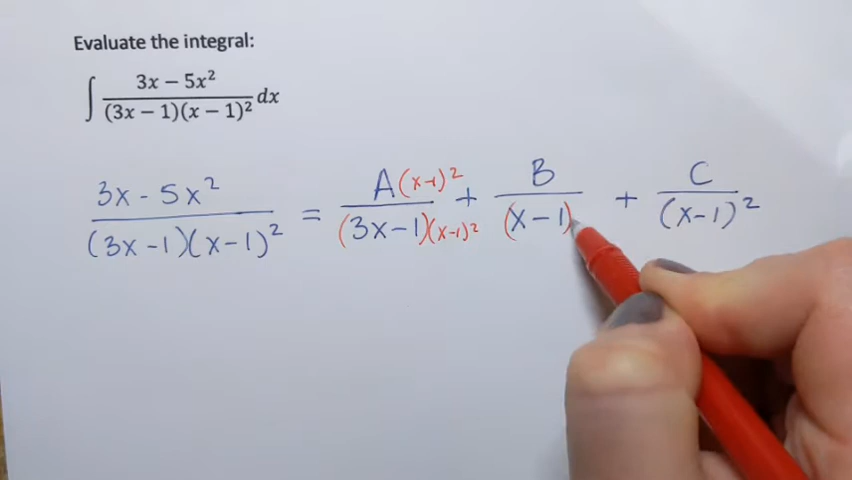 Evaluate the integral:
∫ (3x − 5x²)/((3x − 1)(x − 1)²) dx
(3x - 5x²)/((3x - 1)(x - 1)²) = A(x-1)²/((3x - 1)(x-1)²) + B/(x - 1) + C/(x-1)²